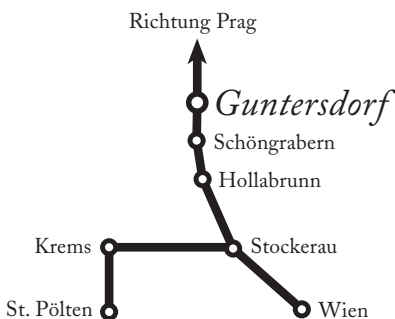 Richtung Prag
Guntersdorf
Schöngrabern
Hollabrunn
Krems
Stockerau
St. Pölten
Wien